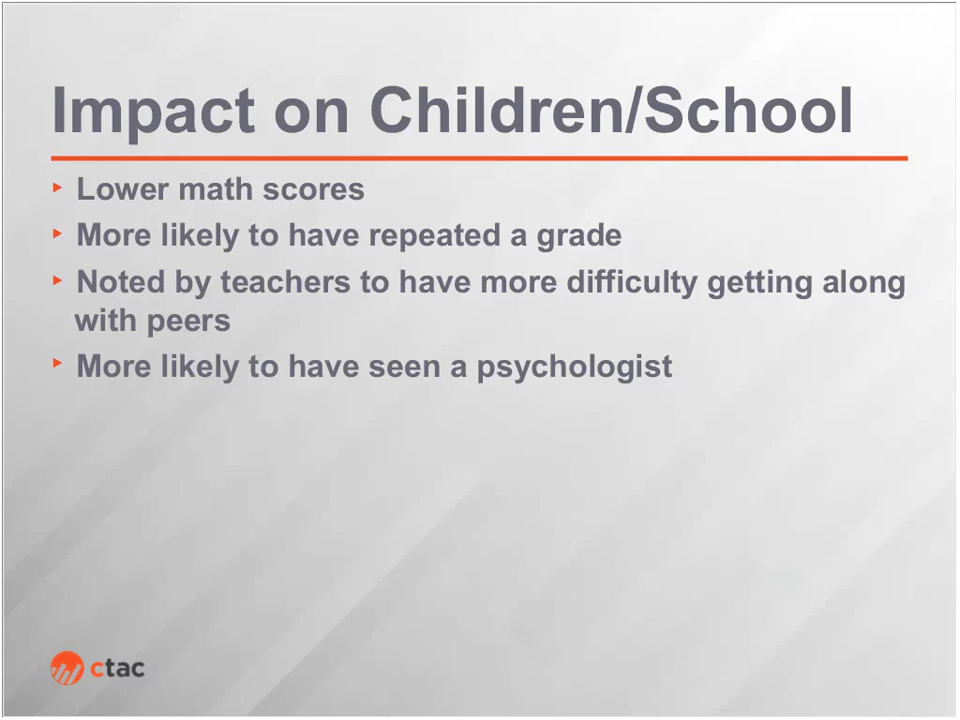 Impact on Children/School
‣ Lower math scores
‣ More likely to have repeated a grade
‣ Noted by teachers to have more difficulty getting along
with peers
‣ More likely to have seen a psychologist
ctac